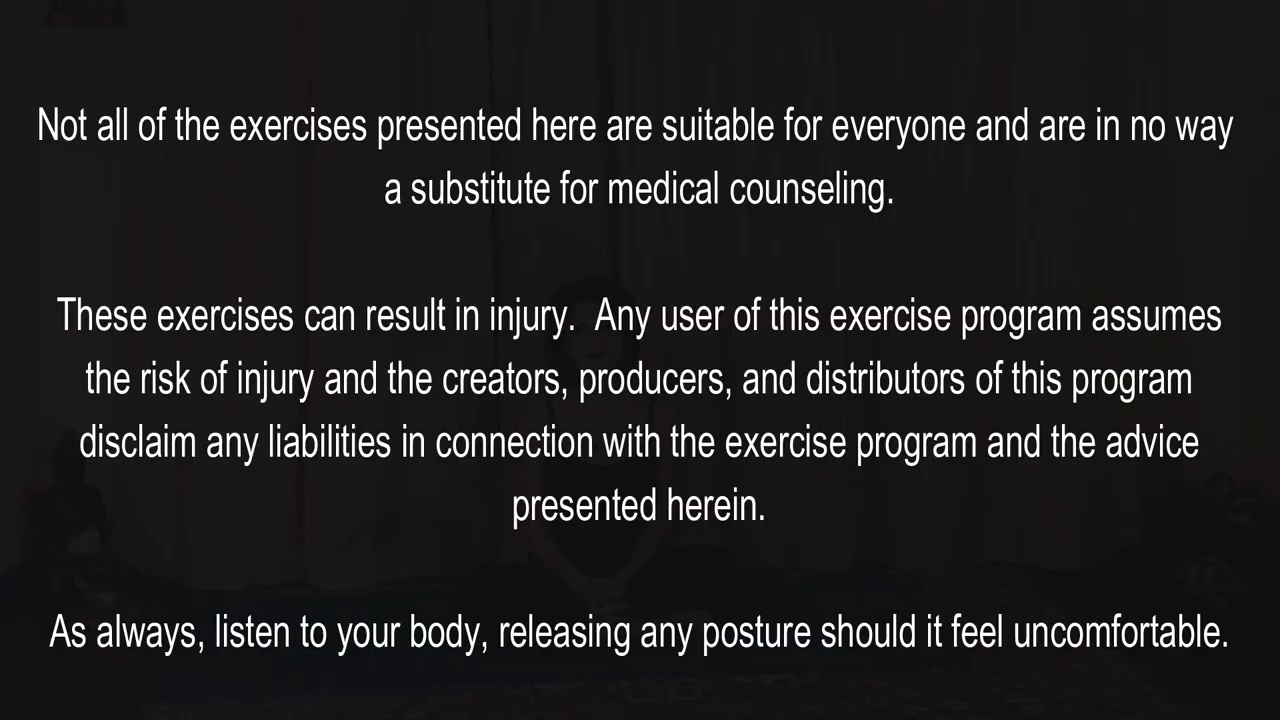 Not all of the exercises presented here are suitable for everyone and are in no way
a substitute for medical counseling.
These exercises can result in injury.  Any user of this exercise program assumes
the risk of injury and the creators, producers, and distributors of this program
disclaim any liabilities in connection with the exercise program and the advice
presented herein.
As always, listen to your body, releasing any posture should it feel uncomfortable.